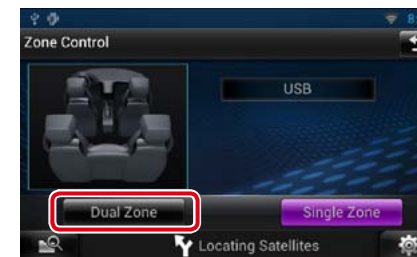 Zone Control
USB
Dual Zone
Single Zone
Locating Satellites